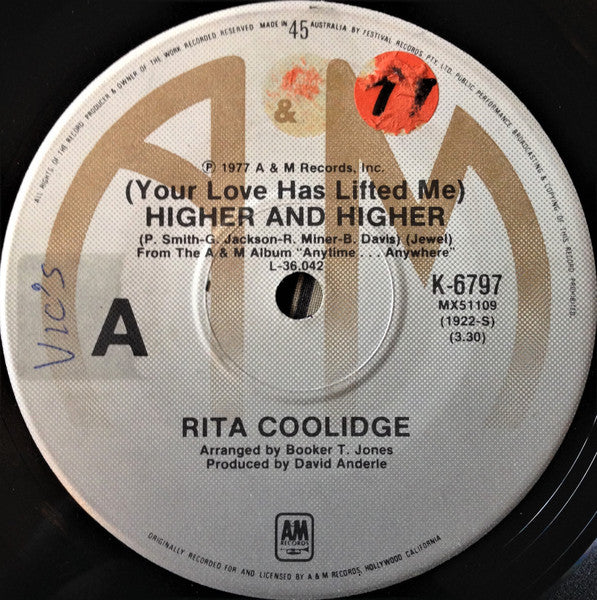 ALL RIGHTS OF THE RECORD PRODUCER & OWNER OF THE WORK RECORDED RESERVED MADE IN 45 AUSTRALIA BY FESTIVAL RECORDS PTY. LTD. PUBLIC PERFORMANCE, BROADCASTING & COPYING OF THIS RECORD PROHIBITED.
A & M
17
℗ 1977 A & M Records, Inc.
(Your Love Has Lifted Me)
HIGHER AND HIGHER
(P. Smith-G. Jackson-R. Miner-B. Davis) (Jewel)
From The A & M Album "Anytime . . . Anywhere"
L-36.042
K-6797
MX51109
(1922-S)
(3.30)
Vic's
A
RITA COOLIDGE
Arranged by Booker T. Jones
Produced by David Anderle
AM
RECORDS
ORIGINALLY RECORDED FOR AND LICENSED BY A & M RECORDS, HOLLYWOOD CALIFORNIA